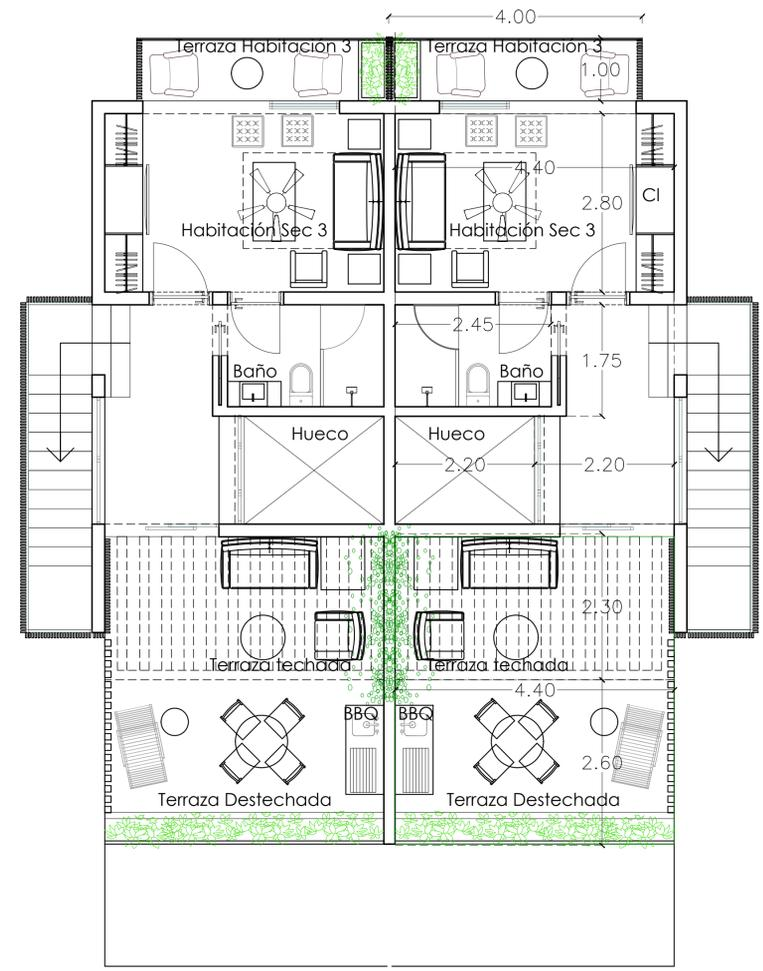 4.00
Terraza Habitación 3 Terraza Habitación 3
1.00
4.40
Cl
2.80
Habitación Sec 3 Habitación Sec 3
2.45
1.75
Baño Baño
Hueco Hueco
2.20 2.20
2.30
Terraza techada Terraza techada
4.40
BBQ BBQ
2.60
Terraza Destechada Terraza Destechada